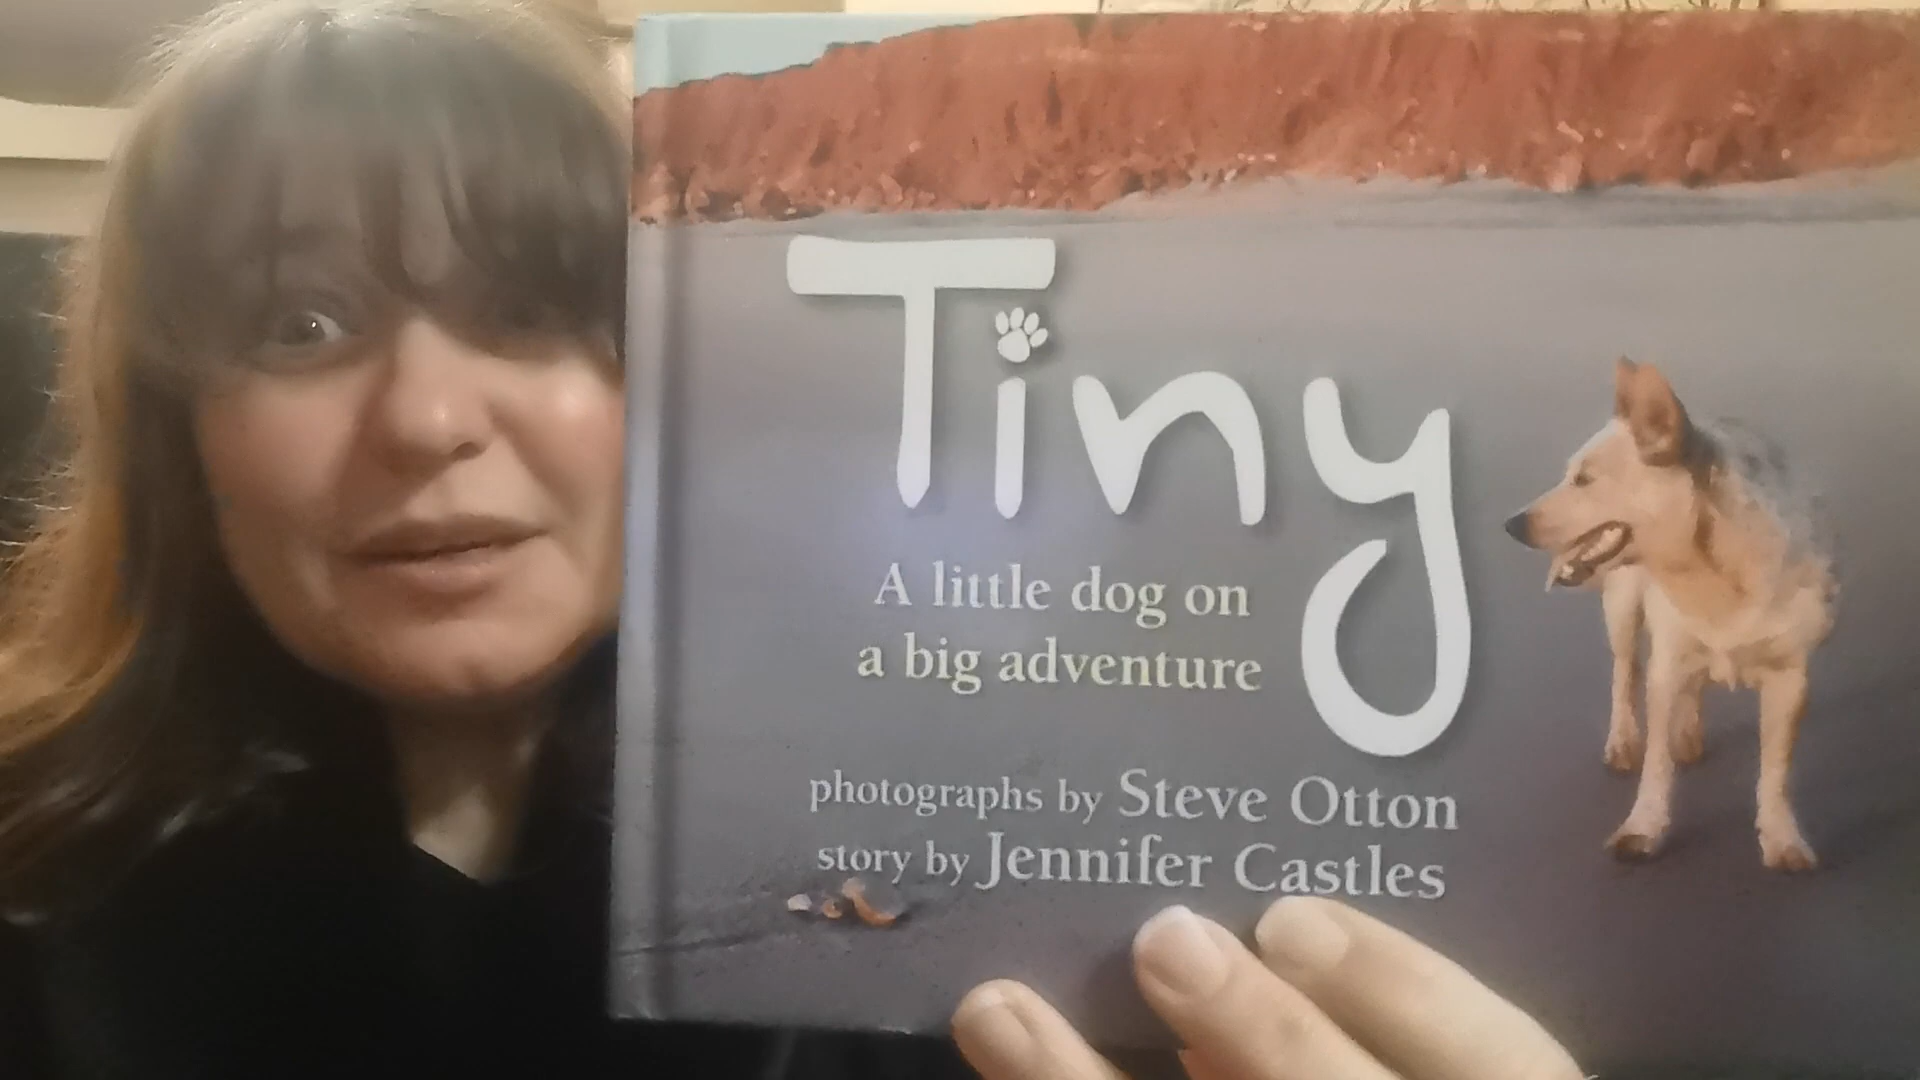 Tiny
A little dog on
a big adventure
photographs by Steve Otton
story by Jennifer Castles